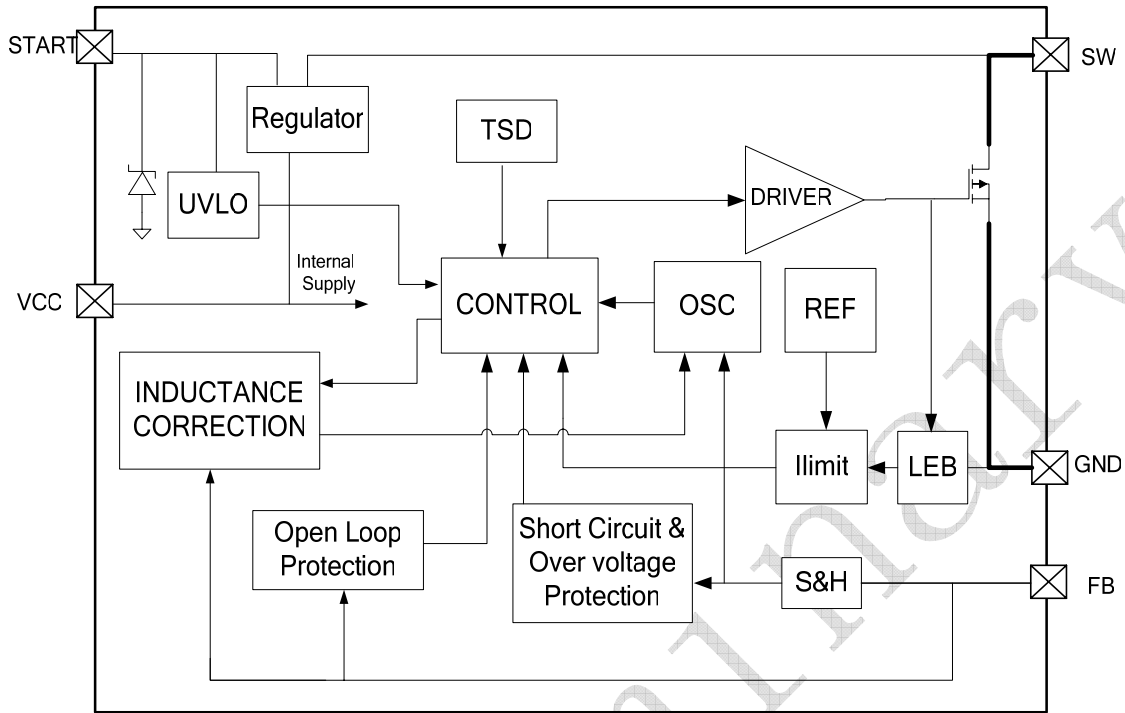 START
SW
Regulator
TSD
DRIVER
UVLO
Internal
Supply
VCC
CONTROL
OSC
REF
INDUCTANCE
CORRECTION
Ilimit
LEB
GND
Open Loop
Protection
Short Circuit &
Over voltage
Protection
S&H
FB